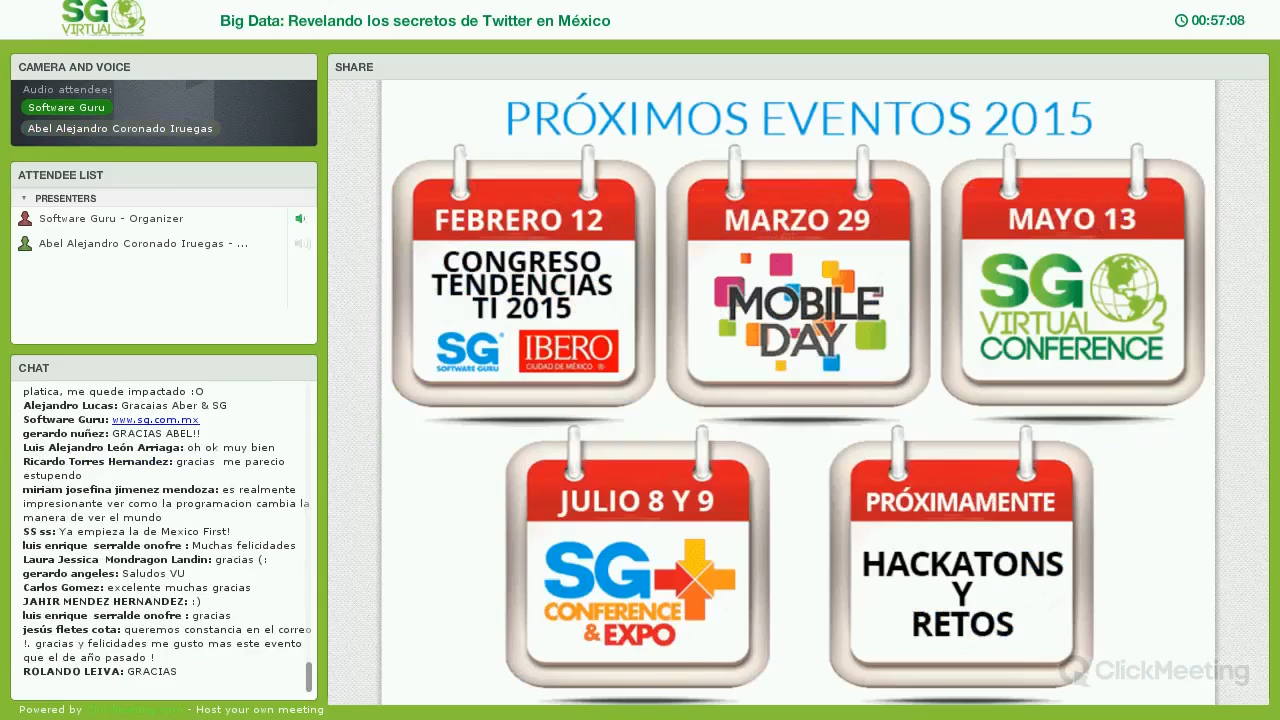 SG
VIRTUAL
Big Data: Revelando los secretos de Twitter en México
00:57:08
CAMERA AND VOICE
Audio attendee:
Software Guru
Abel Alejandro Coronado Iruegas
ATTENDEE LIST
PRESENTERS
Software Guru - Organizer
Abel Alejandro Coronado Iruegas - ...
CHAT
platica, me quede impactado :O
Alejandro Lucas: Gracaias Aber & SG
Software Guru: www.sg.com.mx
gerardo nuñez: GRACIAS ABEL!!
Luis Alejandro León Arriaga: oh ok muy bien
Ricardo Torres Hernandez: gracias me parecio
estupendo
miriam josefina jimenez mendoza: es realmente
impresionante ver como la programacion cambia la
manera de ver el mundo
SS ss: Ya empieza la de Mexico First!
luis enrique serralde onofre : Muchas felicidades
Laura Jessica Mondragon Landin: gracias (:
gerardo angeles: Saludos VU
Carlos Gomez: excelente muchas gracias
JAHIR MENDEZ HERNANDEZ: :)
luis enrique serralde onofre : gracias
jesús fletes cota: queremos constancia en el correo
!. gracias y felicidades me gusto mas este evento
que el de año pasado !
ROLANDO LEIVA: GRACIAS
Powered by ClickMeeting.com - Host your own meeting
SHARE
PRÓXIMOS EVENTOS 2015
FEBRERO 12
CONGRESO
TENDENCIAS
TI 2015
SG
SOFTWARE GURU
IBERO
CIUDAD DE MÉXICO ®
MARZO 29
MOBILE
DAY
MAYO 13
SG
VIRTUAL
CONFERENCE
JULIO 8 Y 9
SG
CONFERENCE
& EXPO
PRÓXIMAMENTE
HACKATONS
Y
RETOS
ClickMeeting